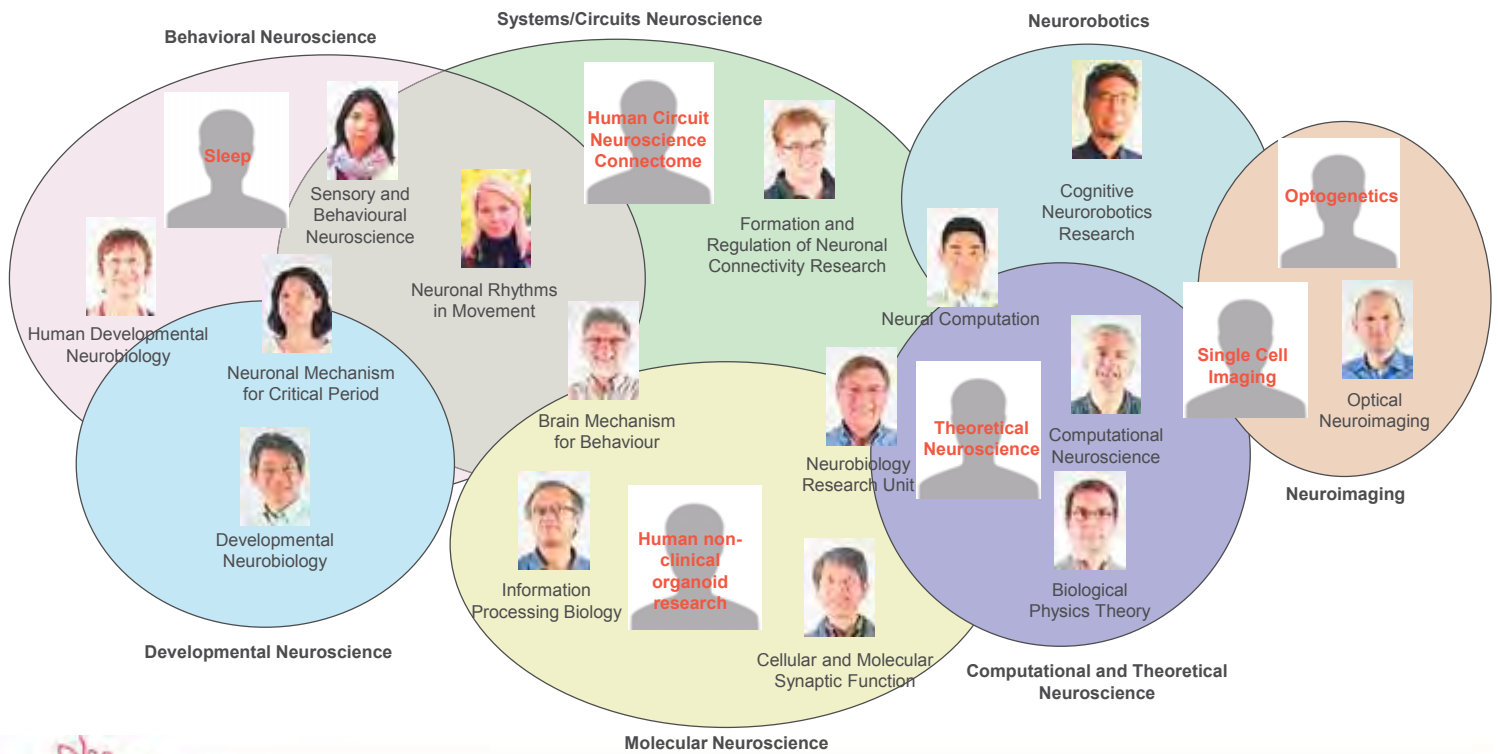 Systems/Circuits Neuroscience
Neurorobotics
Behavioral Neuroscience
Human Circuit
Neuroscience
Connectome
Sleep
Sensory and
Behavioural
Neuroscience
Cognitive
Neurorobotics
Research
Optogenetics
Formation and
Regulation of Neuronal
Connectivity Research
Neuronal Rhythms
in Movement
Neural Computation
Human Developmental
Neurobiology
Neuronal Mechanism
for Critical Period
Single Cell
Imaging
Optical
Neuroimaging
Brain Mechanism
for Behaviour
Theoretical
Neuroscience
Computational
Neuroscience
Neurobiology
Research Unit
Neuroimaging
Developmental
Neurobiology
Human non-
clinical
organoid
research
Information
Processing Biology
Biological
Physics Theory
Developmental Neuroscience
Cellular and Molecular
Synaptic Function
Computational and Theoretical
Neuroscience
Molecular Neuroscience